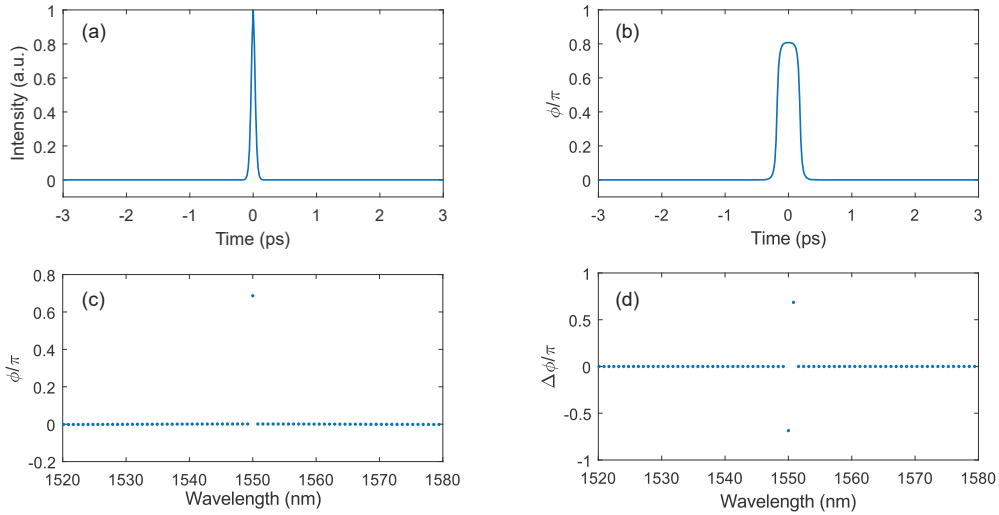 (a)
Intensity (a.u.)
1
0.8
0.6
0.4
0.2
0
-3 -2 -1 0 1 2 3
Time (ps)
(b)
ϕ/π
1
0.8
0.6
0.4
0.2
0
-3 -2 -1 0 1 2 3
Time (ps)
(c)
ϕ/π
0.8
0.6
0.4
0.2
0
-0.2
1520 1530 1540 1550 1560 1570 1580
Wavelength (nm)
(d)
Δϕ/π
1
0.5
0
-0.5
-1
1520 1530 1540 1550 1560 1570 1580
Wavelength (nm)